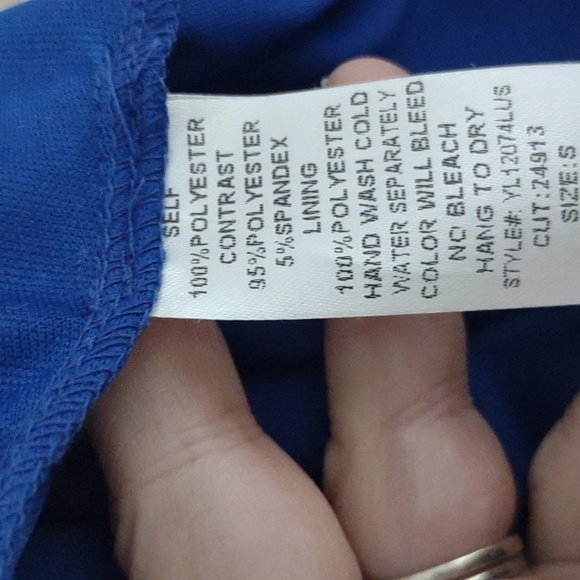 SELF
100%POLYESTER
CONTRAST
95%POLYESTER
5%SPANDEX
LINING
100%POLYESTER
HAND WASH COLD
WATER SEPARATELY
COLOR WILL BLEED
NO BLEACH
HANG TO DRY
STYLE#: YL12074LUS
CUT:24913
SIZE:S